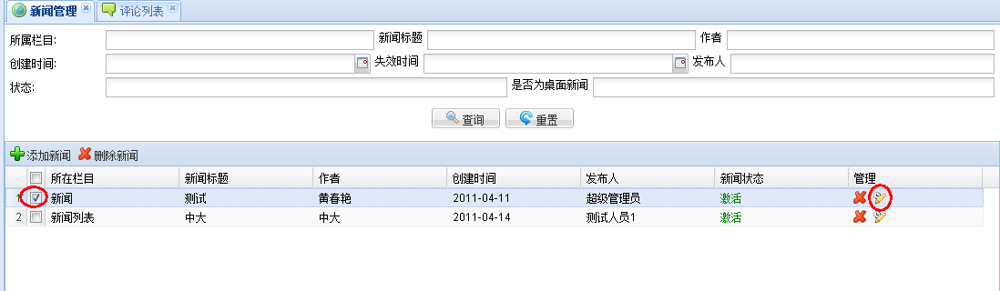 新闻管理 评论列表
所属栏目: 新闻标题 作者
创建时间: 失效时间 发布人
状态: 是否为桌面新闻
查询 重置
添加新闻 删除新闻
所在栏目 新闻标题 作者 创建时间 发布人 新闻状态 管理
1 新闻 测试 黄春艳 2011-04-11 超级管理员 激活
2 新闻列表 中大 中大 2011-04-14 测试人员1 激活